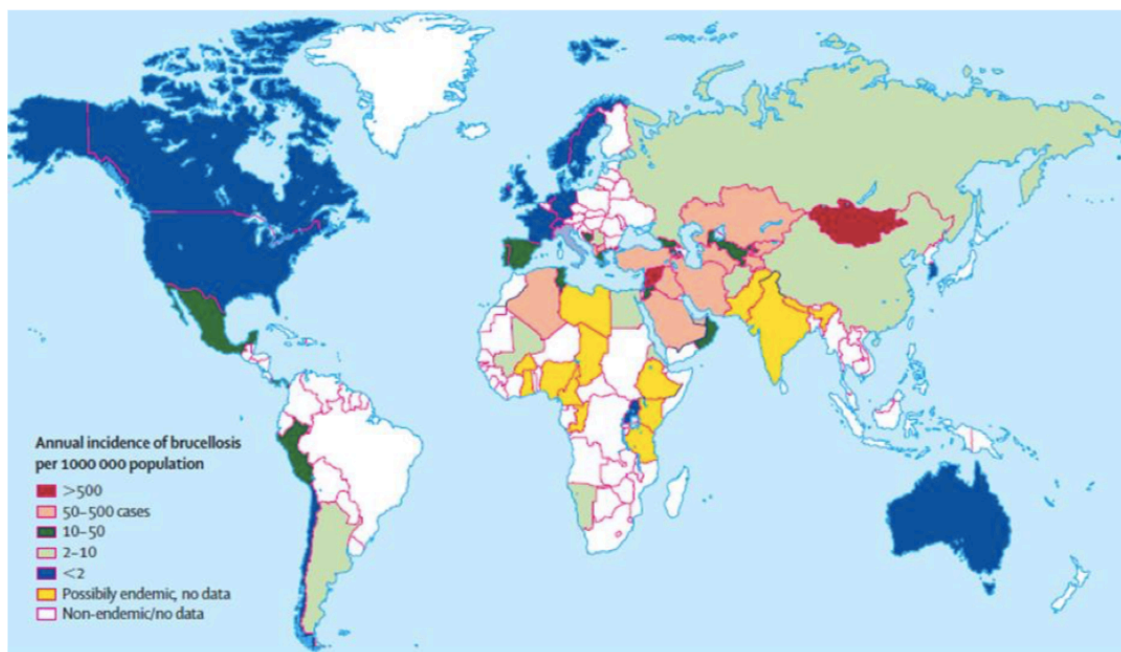 Annual incidence of brucellosis
per 1000 000 population
>500
50–500 cases
10–50
2–10
<2
Possibily endemic, no data
Non-endemic/no data